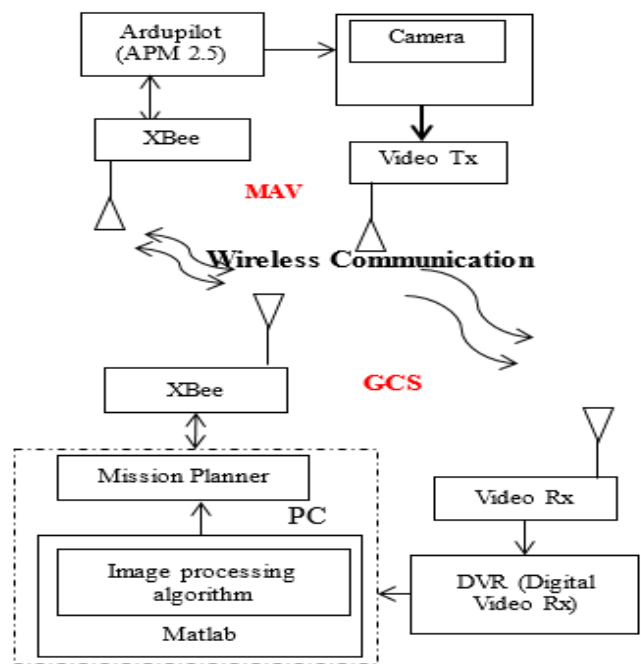 Ardupilot
(APM 2.5)
Camera
XBee
Video Tx
MAV
Wireless Communication
GCS
XBee
Mission Planner
PC
Video Rx
Image processing
algorithm
Matlab
DVR (Digital
Video Rx)